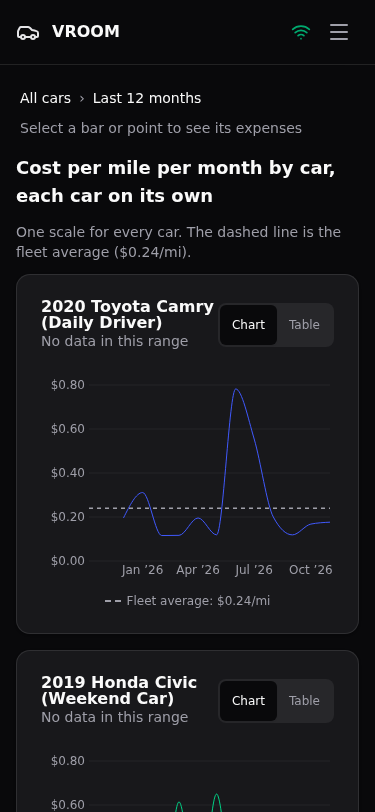 VROOM
All cars › Last 12 months
Select a bar or point to see its expenses
Cost per mile per month by car,
each car on its own
One scale for every car. The dashed line is the
fleet average ($0.24/mi).
2020 Toyota Camry
(Daily Driver)
No data in this range
Chart Table
$0.80
$0.60
$0.40
$0.20
$0.00
Jan ’26 Apr ’26 Jul ’26 Oct ’26
Fleet average: $0.24/mi
2019 Honda Civic
(Weekend Car)
No data in this range
Chart Table
$0.80
$0.60